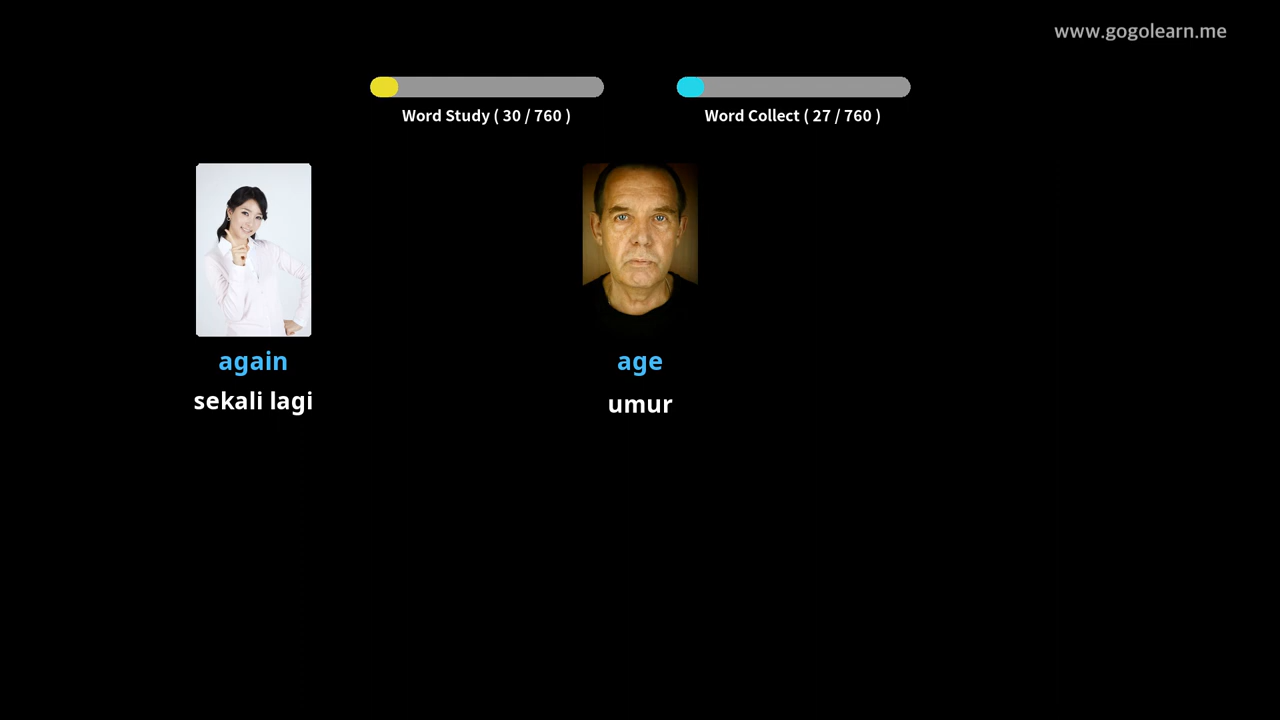 www.gogolearn.me
Word Study ( 30 / 760 )
Word Collect ( 27 / 760 )
again
sekali lagi
age
umur